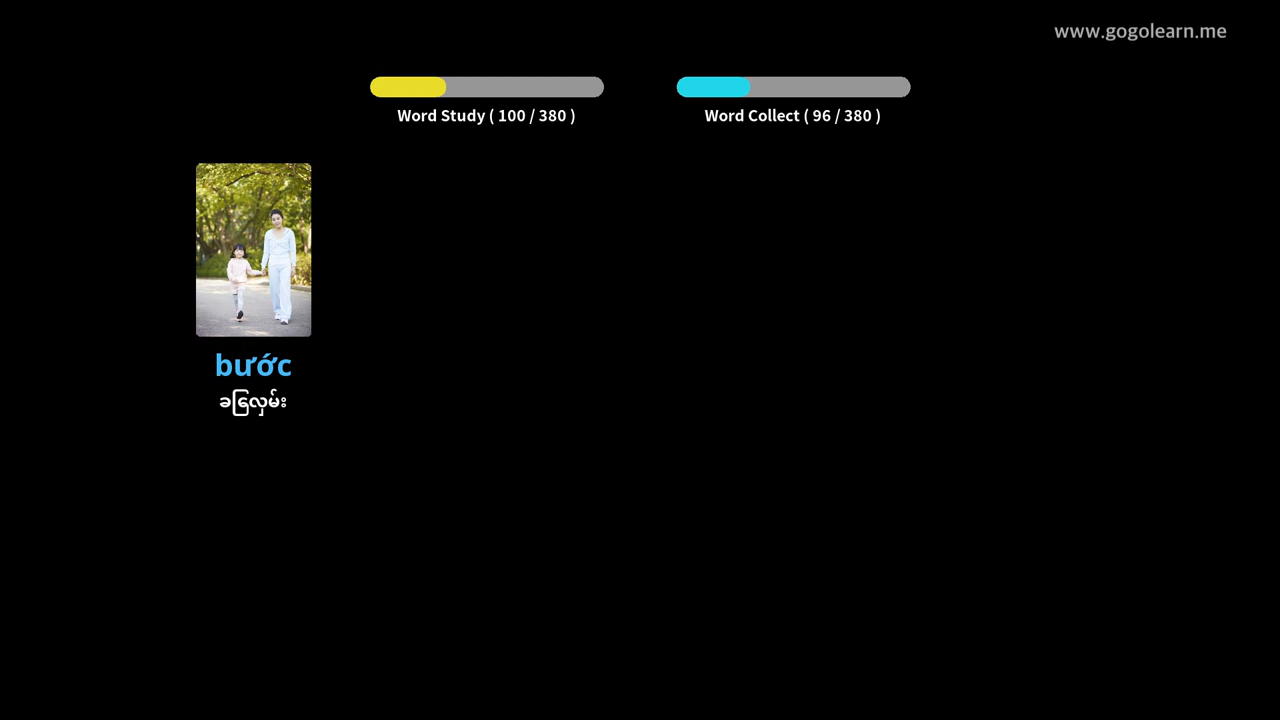 www.gogolearn.me
Word Study ( 100 / 380 )
Word Collect ( 96 / 380 )
bước
ခြေလှမ်း